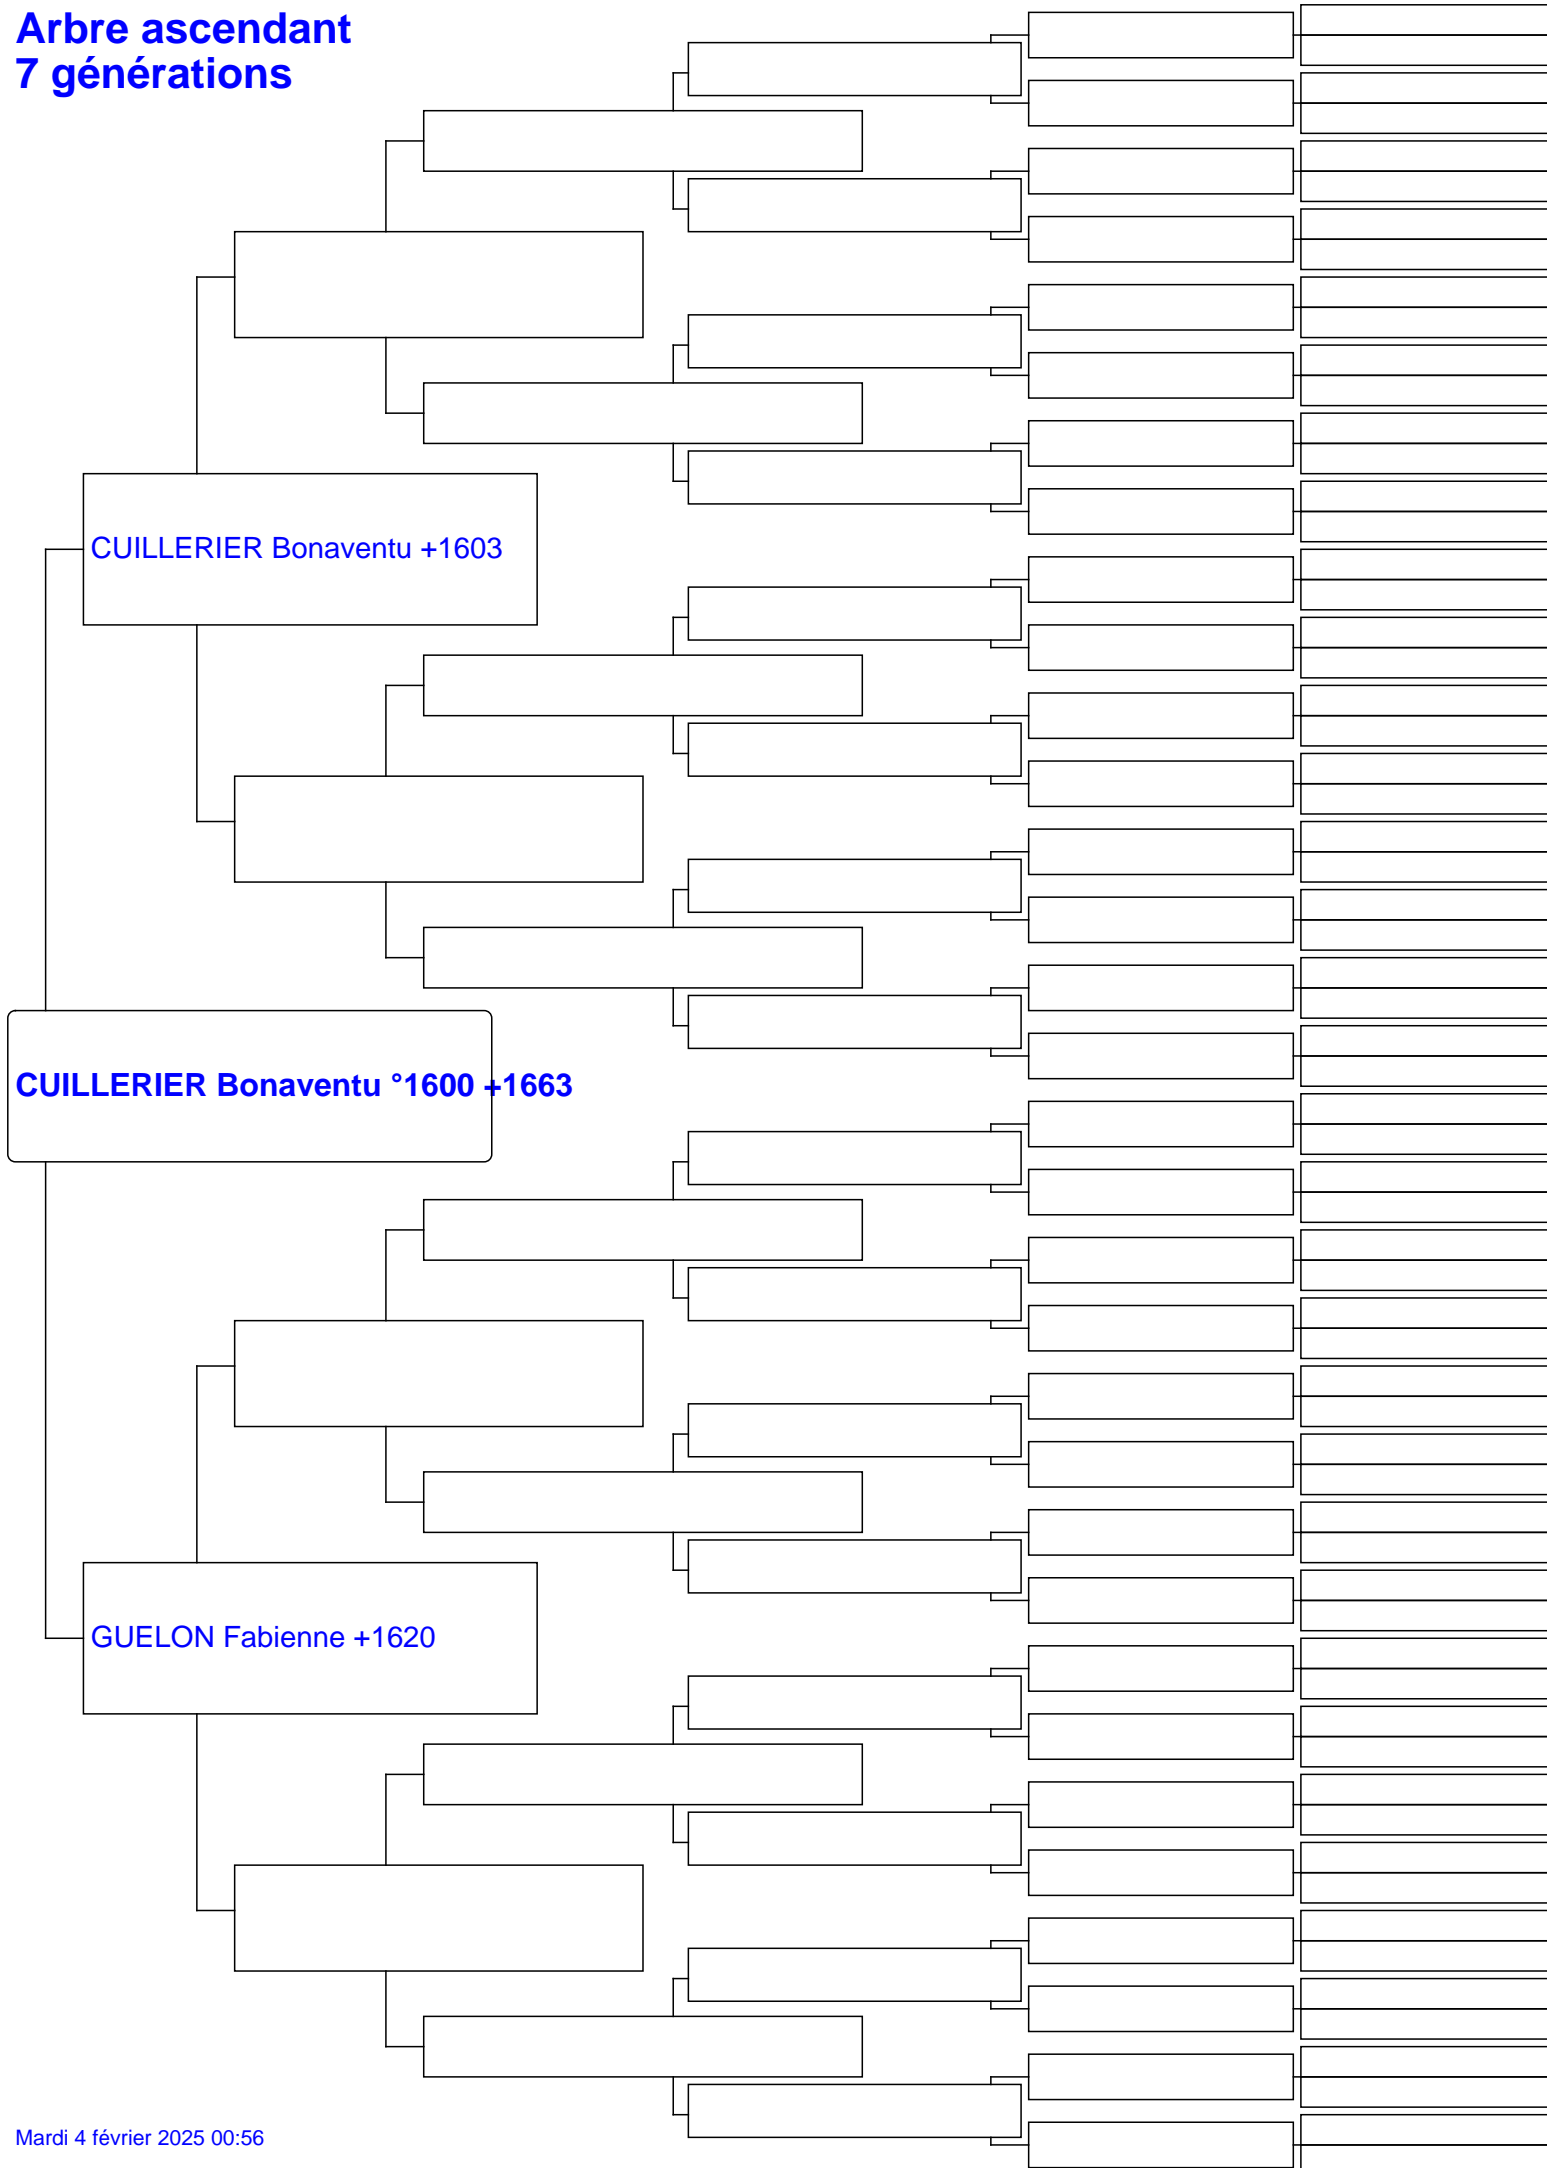 Arbre ascendant
7 générations
CUILLERIER Bonaventu +1603
CUILLERIER Bonaventu °1600 +1663
GUELON Fabienne +1620
Mardi 4 février 2025 00:56